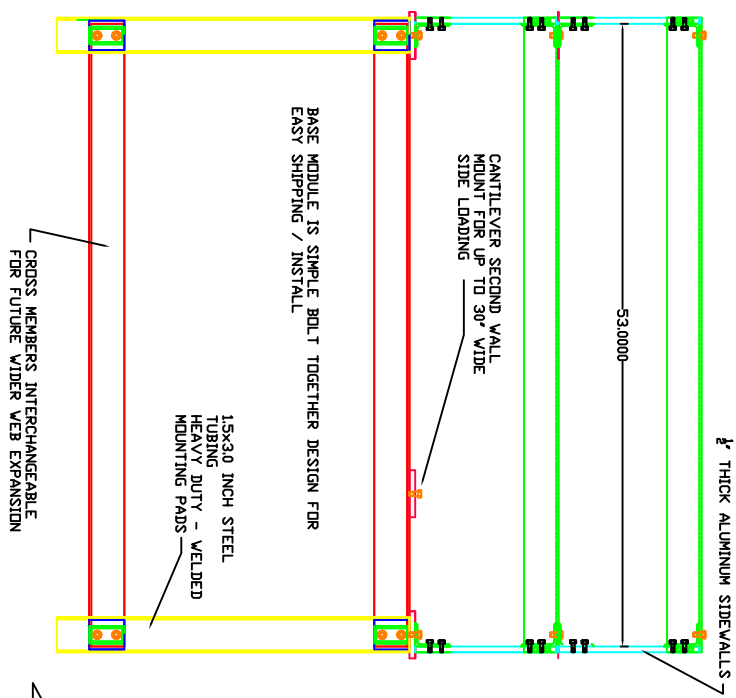 ½" THICK ALUMINUM SIDEWALLS
53.0000
CANTILEVER SECOND WALL
MOUNT FOR UP TO 30" WIDE
SIDE LOADING
BASE MODULE IS SIMPLE BOLT TOGETHER DESIGN FOR
EASY SHIPPING / INSTALL
1.5x3.0 INCH STEEL
TUBING
HEAVY DUTY - WELDED
MOUNTING PADS
CROSS MEMBERS INTERCHANGEABLE
FOR FUTURE WIDER WEB EXPANSION